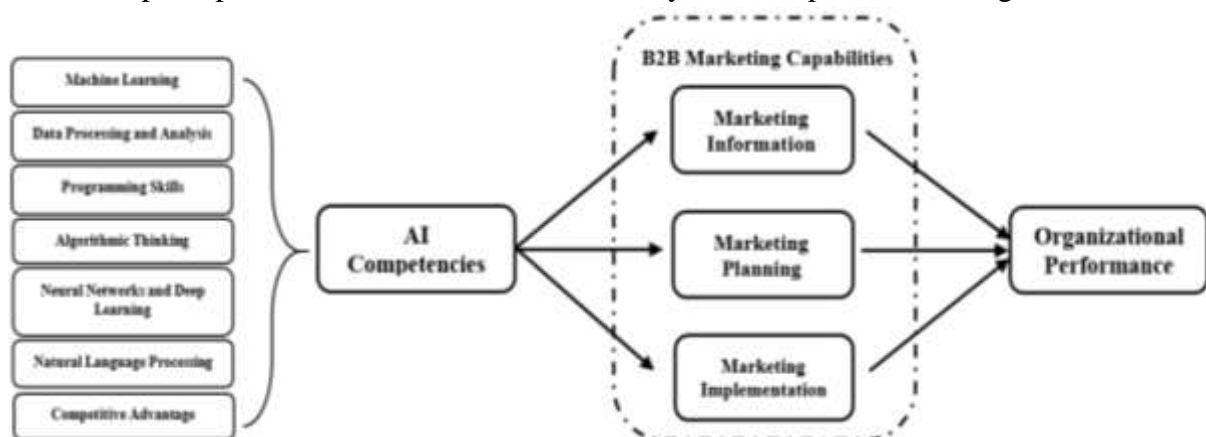 Machine Learning
Data Processing and Analysis
Programming Skills
Algorithmic Thinking
Neural Networks and Deep
Learning
Natural Language Processing
Competitive Advantage
AI
Competencies
B2B Marketing Capabilities
Marketing
Information
Marketing
Planning
Marketing
Implementation
Organizational
Performance